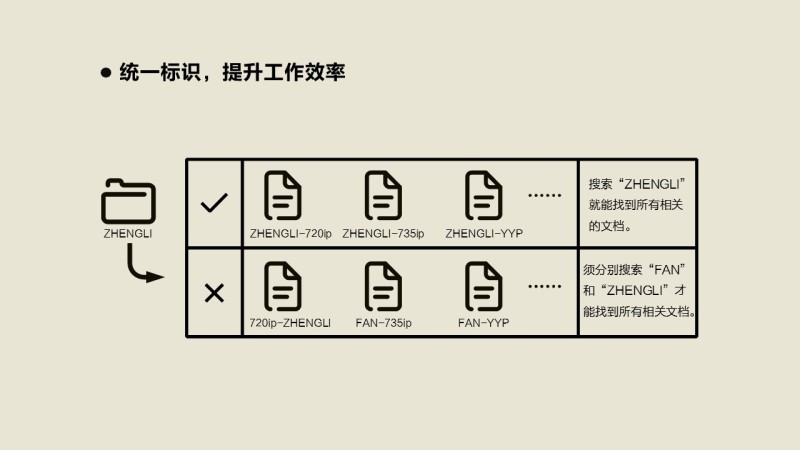 ● 统一标识，提升工作效率
ZHENGLI
ZHENGLI-720ip ZHENGLI-735ip ZHENGLI-YYP ······
搜索“ZHENGLI”
就能找到所有相关
的文档。
720ip-ZHENGLI FAN-735ip FAN-YYP ······
须分别搜索“FAN”
和“ZHENGLI”才
能找到所有相关文档。